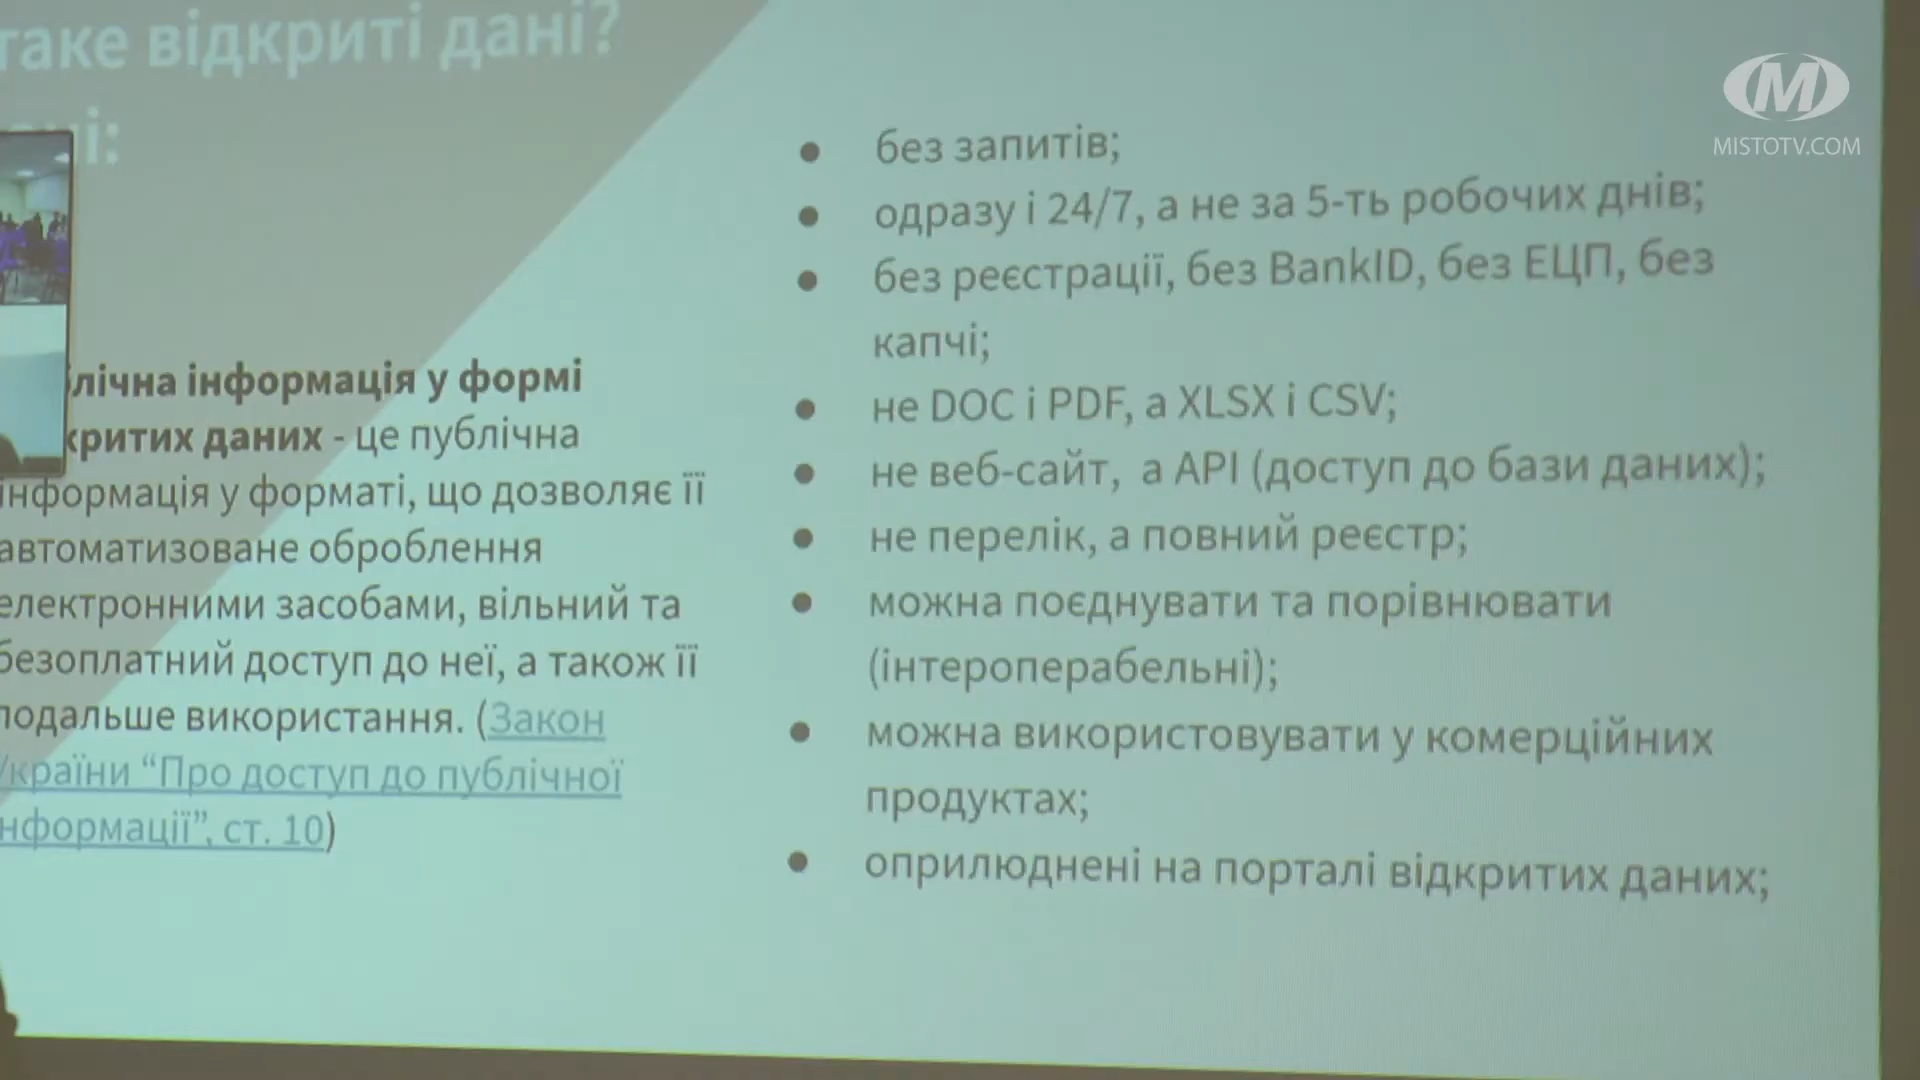 таке відкриті дані?
без запитів;
одразу і 24/7, а не за 5-ть робочих днів;
без реєстрації, без BankID, без ЕЦП, без
капчі;
не DOC і PDF, а XLSX і CSV;
не веб-сайт, а API (доступ до бази даних);
не перелік, а повний реєстр;
можна поєднувати та порівнювати
(інтероперабельні);
можна використовувати у комерційних
продуктах;
оприлюднені на порталі відкритих даних;
лічна інформація у формі
критих даних - це публічна
інформація у форматі, що дозволяє її
автоматизоване оброблення
електронними засобами, вільний та
безоплатний доступ до неї, а також її
подальше використання. (Закон
України “Про доступ до публічної
нформації”, ст. 10)
M
MISTOTV.COM